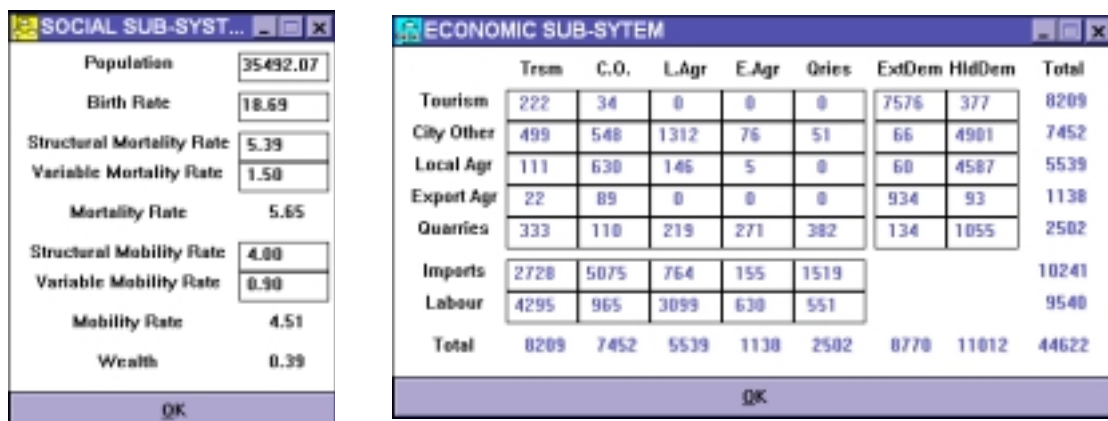 SOCIAL SUB-SYST...
Population 35492.07
Birth Rate 18.69
Structural Mortality Rate 5.39
Variable Mortality Rate 1.50
Mortality Rate 5.65
Structural Mobility Rate 4.00
Variable Mobility Rate 0.90
Mobility Rate 4.51
Wealth 0.39
OK
ECONOMIC SUB-SYTEM
Trsm C.O. L.Agr E.Agr Qries ExtDem HldDem Total
Tourism 222 34 0 0 0 7576 377 8209
City Other 499 548 1312 76 51 66 4901 7452
Local Agr 111 630 146 5 0 60 4587 5539
Export Agr 22 89 0 0 0 934 93 1138
Quarries 333 110 219 271 382 134 1055 2502
Imports 2728 5075 764 155 1519 10241
Labour 4295 965 3099 630 551 9540
Total 8209 7452 5539 1138 2502 8770 11012 44622
OK